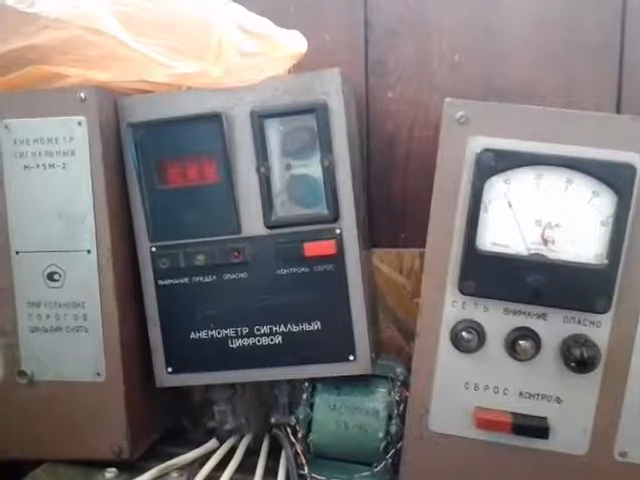 АНЕМОМЕТР
СИГНАЛЬНЫЙ
М-95М-2
ПРИ УСТАНОВКЕ
ПОРОГОВ
ШИЛЬДИК СНЯТЬ
ВНИМАНИЕ ПРЕДЕЛ ОПАСНО
КОНТРОЛЬ СБРОС
АНЕМОМЕТР СИГНАЛЬНЫЙ
ЦИФРОВОЙ
СЕТЬ ВНИМАНИЕ ОПАСНО
СБРОС КОНТРОЛЬ